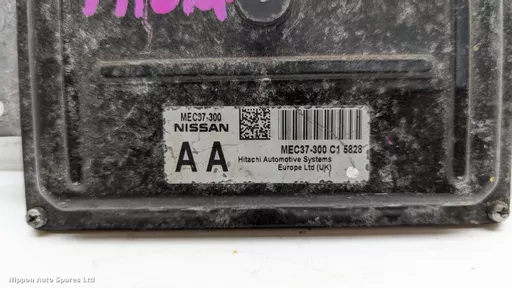 MEC37-300
NISSAN
AA
MEC37-300 C1 5828
Hitachi Automotive Systems
Europe Ltd (UK)
Nippon Auto Spares Ltd